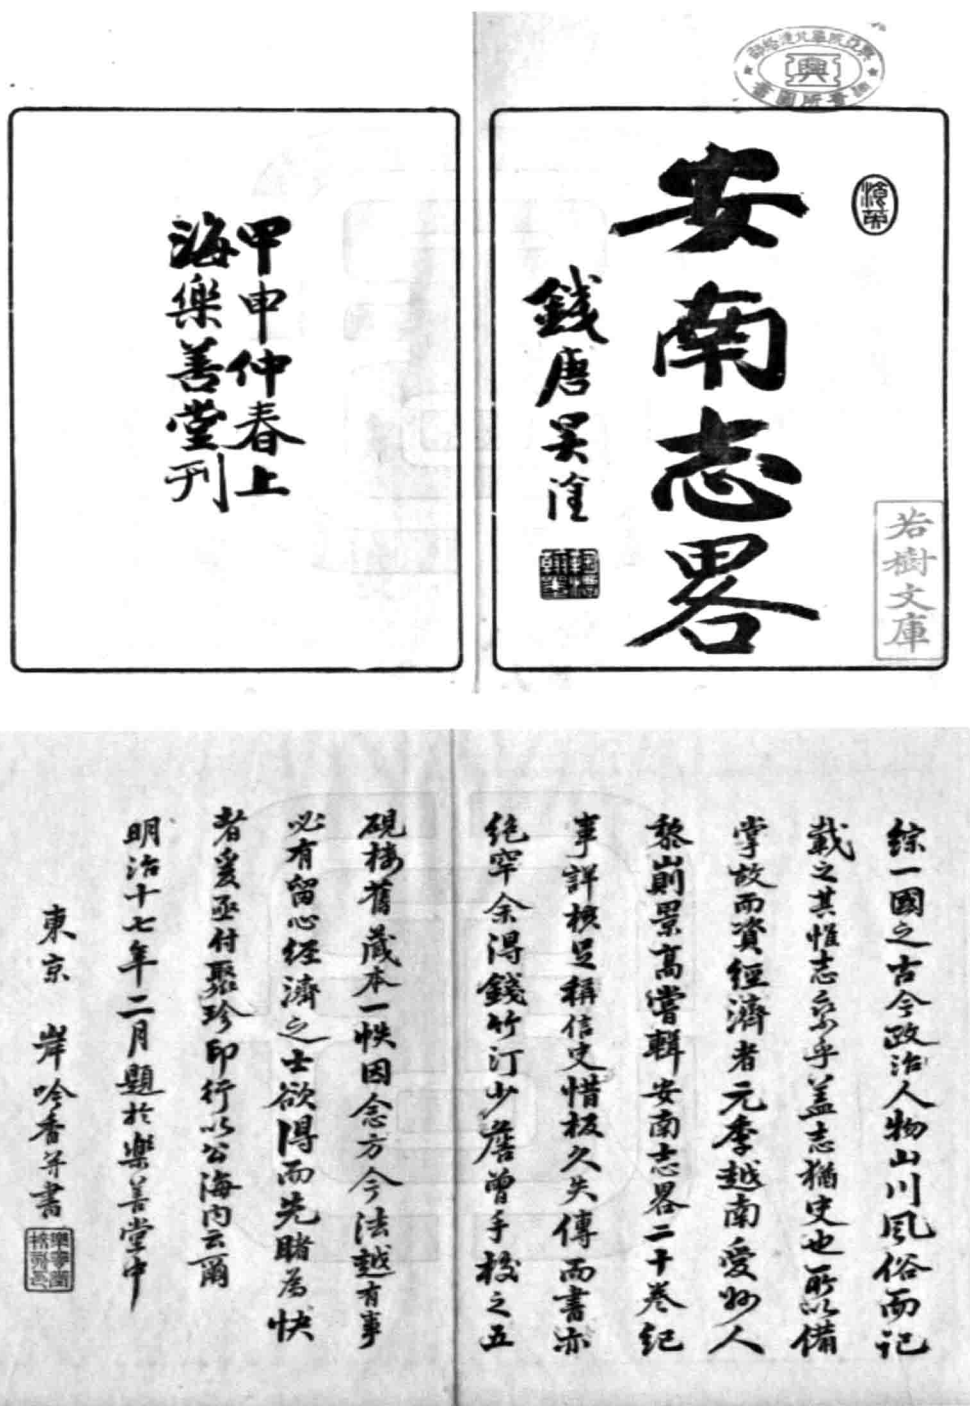 安南志畧
錢唐吳淦
若樹文庫
甲申仲春上
海樂善堂刊
綜一國之古今政治人物山川風俗而記
載之其惟志乘乎盖志猶史也所以備
掌故而資經濟者元季越南愛州人
黎崱景高嘗輯安南志畧二十卷紀
事詳核足稱信史惜板久失傳而書亦
絕罕余得錢竹汀少詹曾手校之五
硯樓舊藏本一帙因念方今法越有事
必有留心經濟之士欲得而先睹為快
者爰亟付聚珍印行以公海內云爾
明治十七年二月題於樂善堂中
東京 岸吟香并書